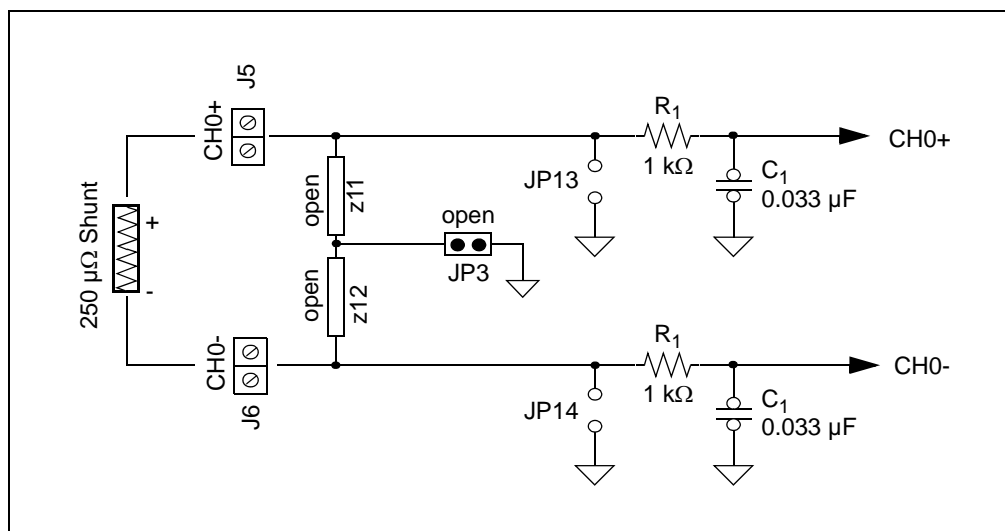 J5
CH0+
R1
1 kΩ
CH0+
JP13
C1
0.033 µF
open
z11
open
JP3
250 µΩ Shunt
+
-
open
z12
CH0-
J6
R1
1 kΩ
CH0-
JP14
C1
0.033 µF